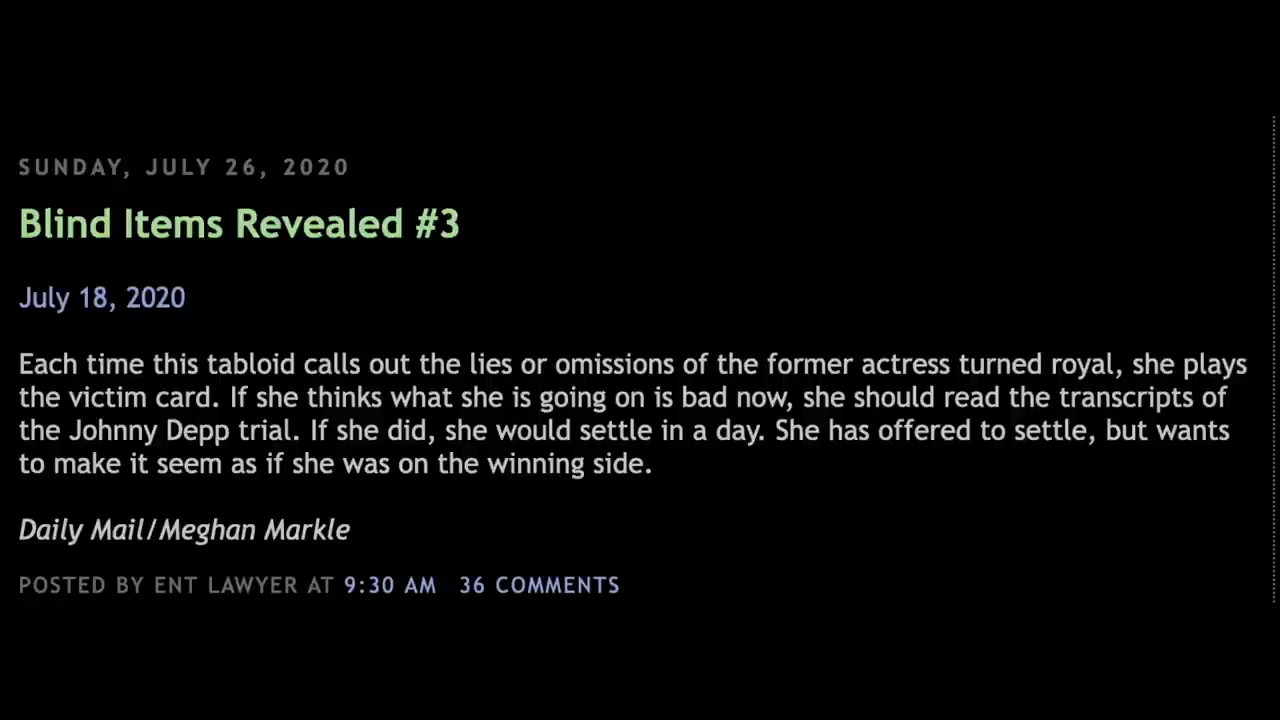 SUNDAY, JULY 26, 2020
Blind Items Revealed #3
July 18, 2020
Each time this tabloid calls out the lies or omissions of the former actress turned royal, she plays
the victim card. If she thinks what she is going on is bad now, she should read the transcripts of
the Johnny Depp trial. If she did, she would settle in a day. She has offered to settle, but wants
to make it seem as if she was on the winning side.
Daily Mail/Meghan Markle
POSTED BY ENT LAWYER AT 9:30 AM 36 COMMENTS